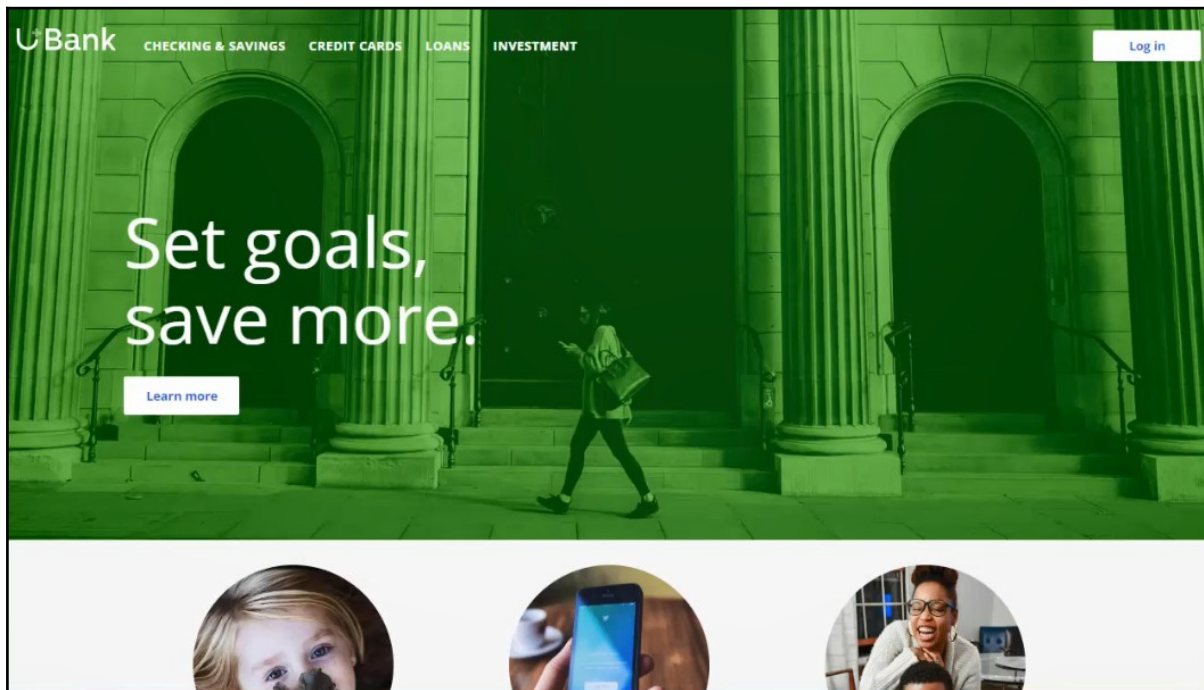 UBank
CHECKING & SAVINGS CREDIT CARDS LOANS INVESTMENT
Log in
Set goals,
save more.
Learn more